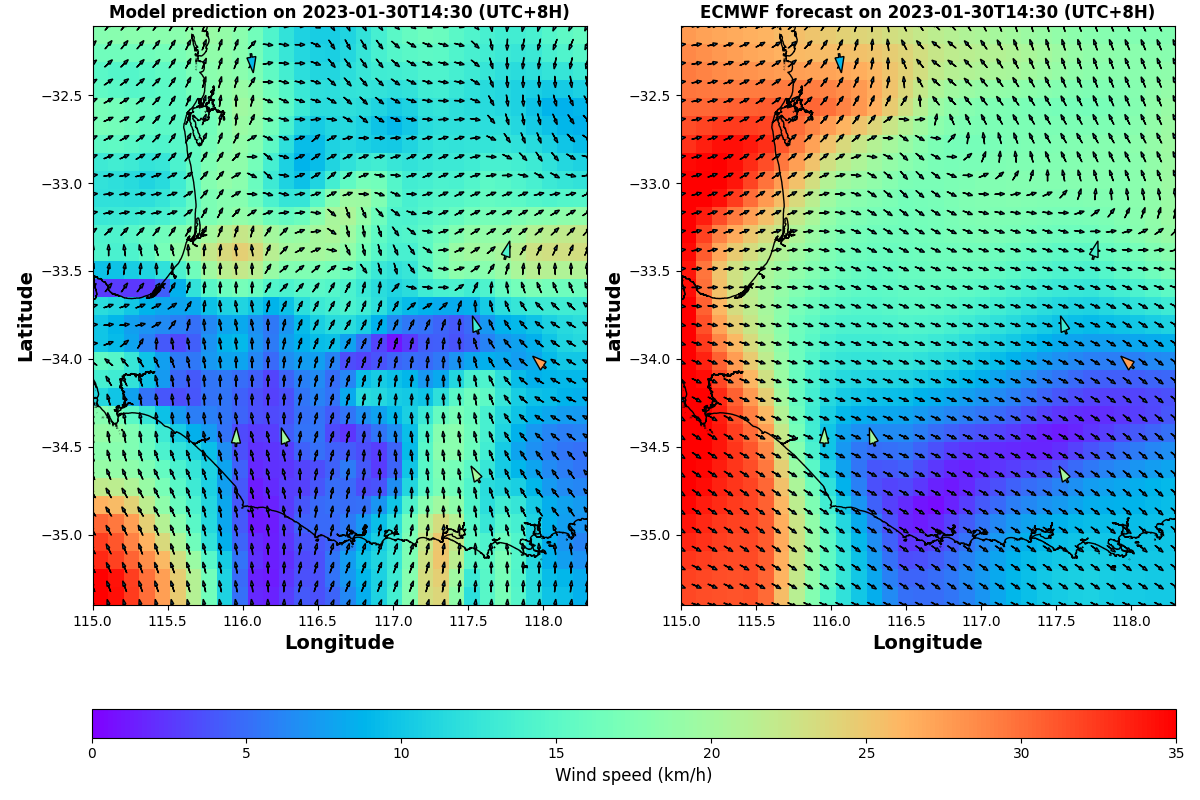 Model prediction on 2023-01-30T14:30 (UTC+8H)
ECMWF forecast on 2023-01-30T14:30 (UTC+8H)
−32.5
−33.0
−33.5
−34.0
−34.5
−35.0
Latitude
115.0 115.5 116.0 116.5 117.0 117.5 118.0
Longitude
−32.5
−33.0
−33.5
−34.0
−34.5
−35.0
Latitude
115.0 115.5 116.0 116.5 117.0 117.5 118.0
Longitude
0 5 10 15 20 25 30 35
Wind speed (km/h)